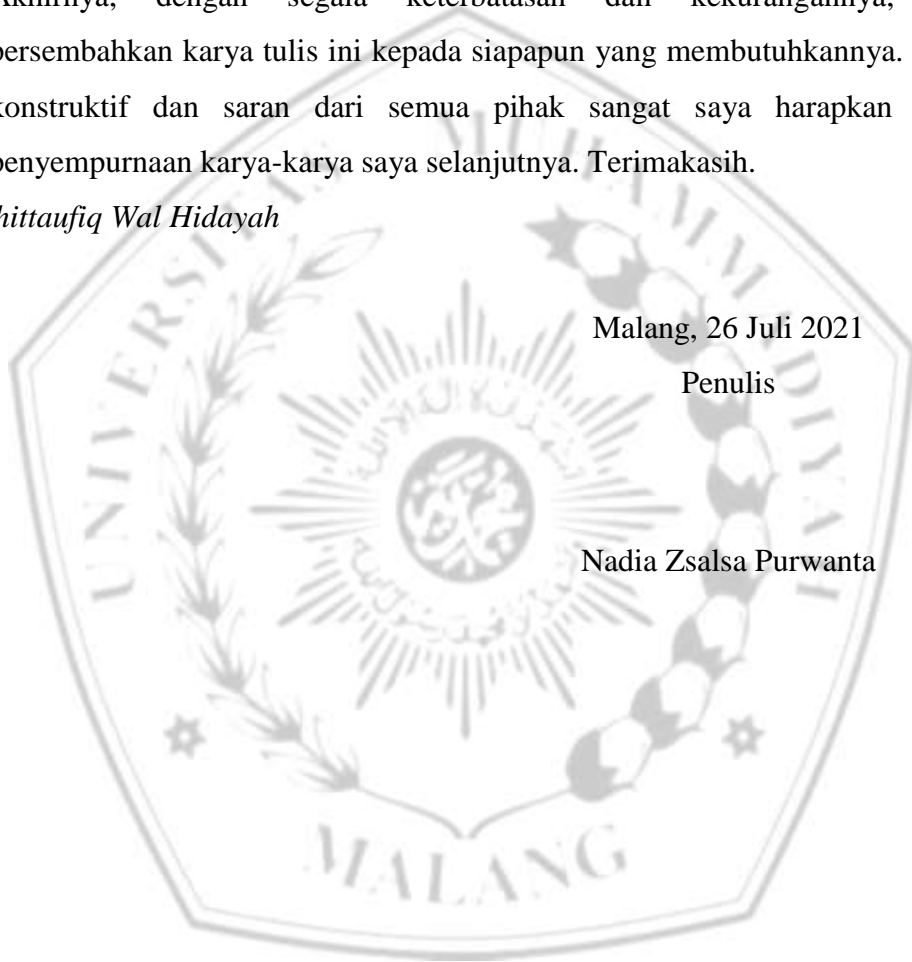 Akhirnya, dengan segala keterbatasan dan kekurangannya,
persembahkan karya tulis ini kepada siapapun yang membutuhkannya.
konstruktif dan saran dari semua pihak sangat saya harapkan
penyempurnaan karya-karya saya selanjutnya. Terimakasih.
hittaufiq Wal Hidayah
Malang, 26 Juli 2021
Penulis
Nadia Zsalsa Purwanta
UNIVERSITAS MUHAMMADIYAH
MALANG